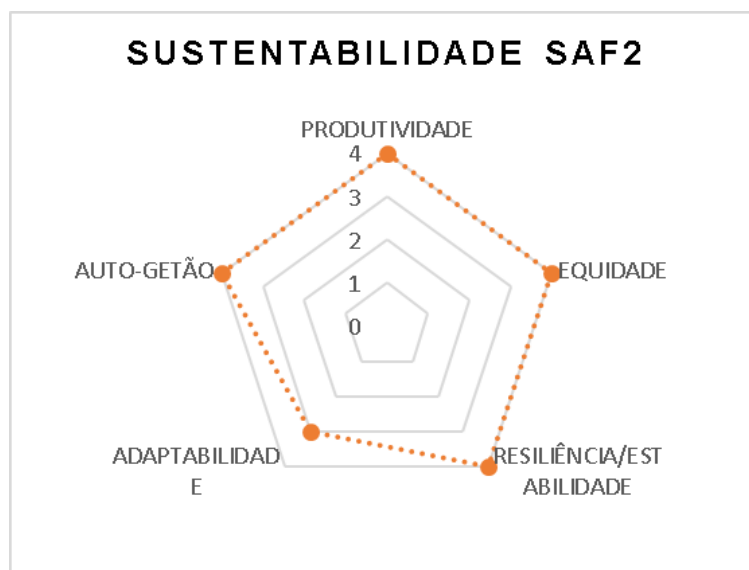 SUSTENTABILIDADE SAF2
PRODUTIVIDADE
4
3
2
1
0
EQUIDADE
RESILIÊNCIA/EST
ABILIDADE
ADAPTABILIDAD
E
AUTO-GETÃO